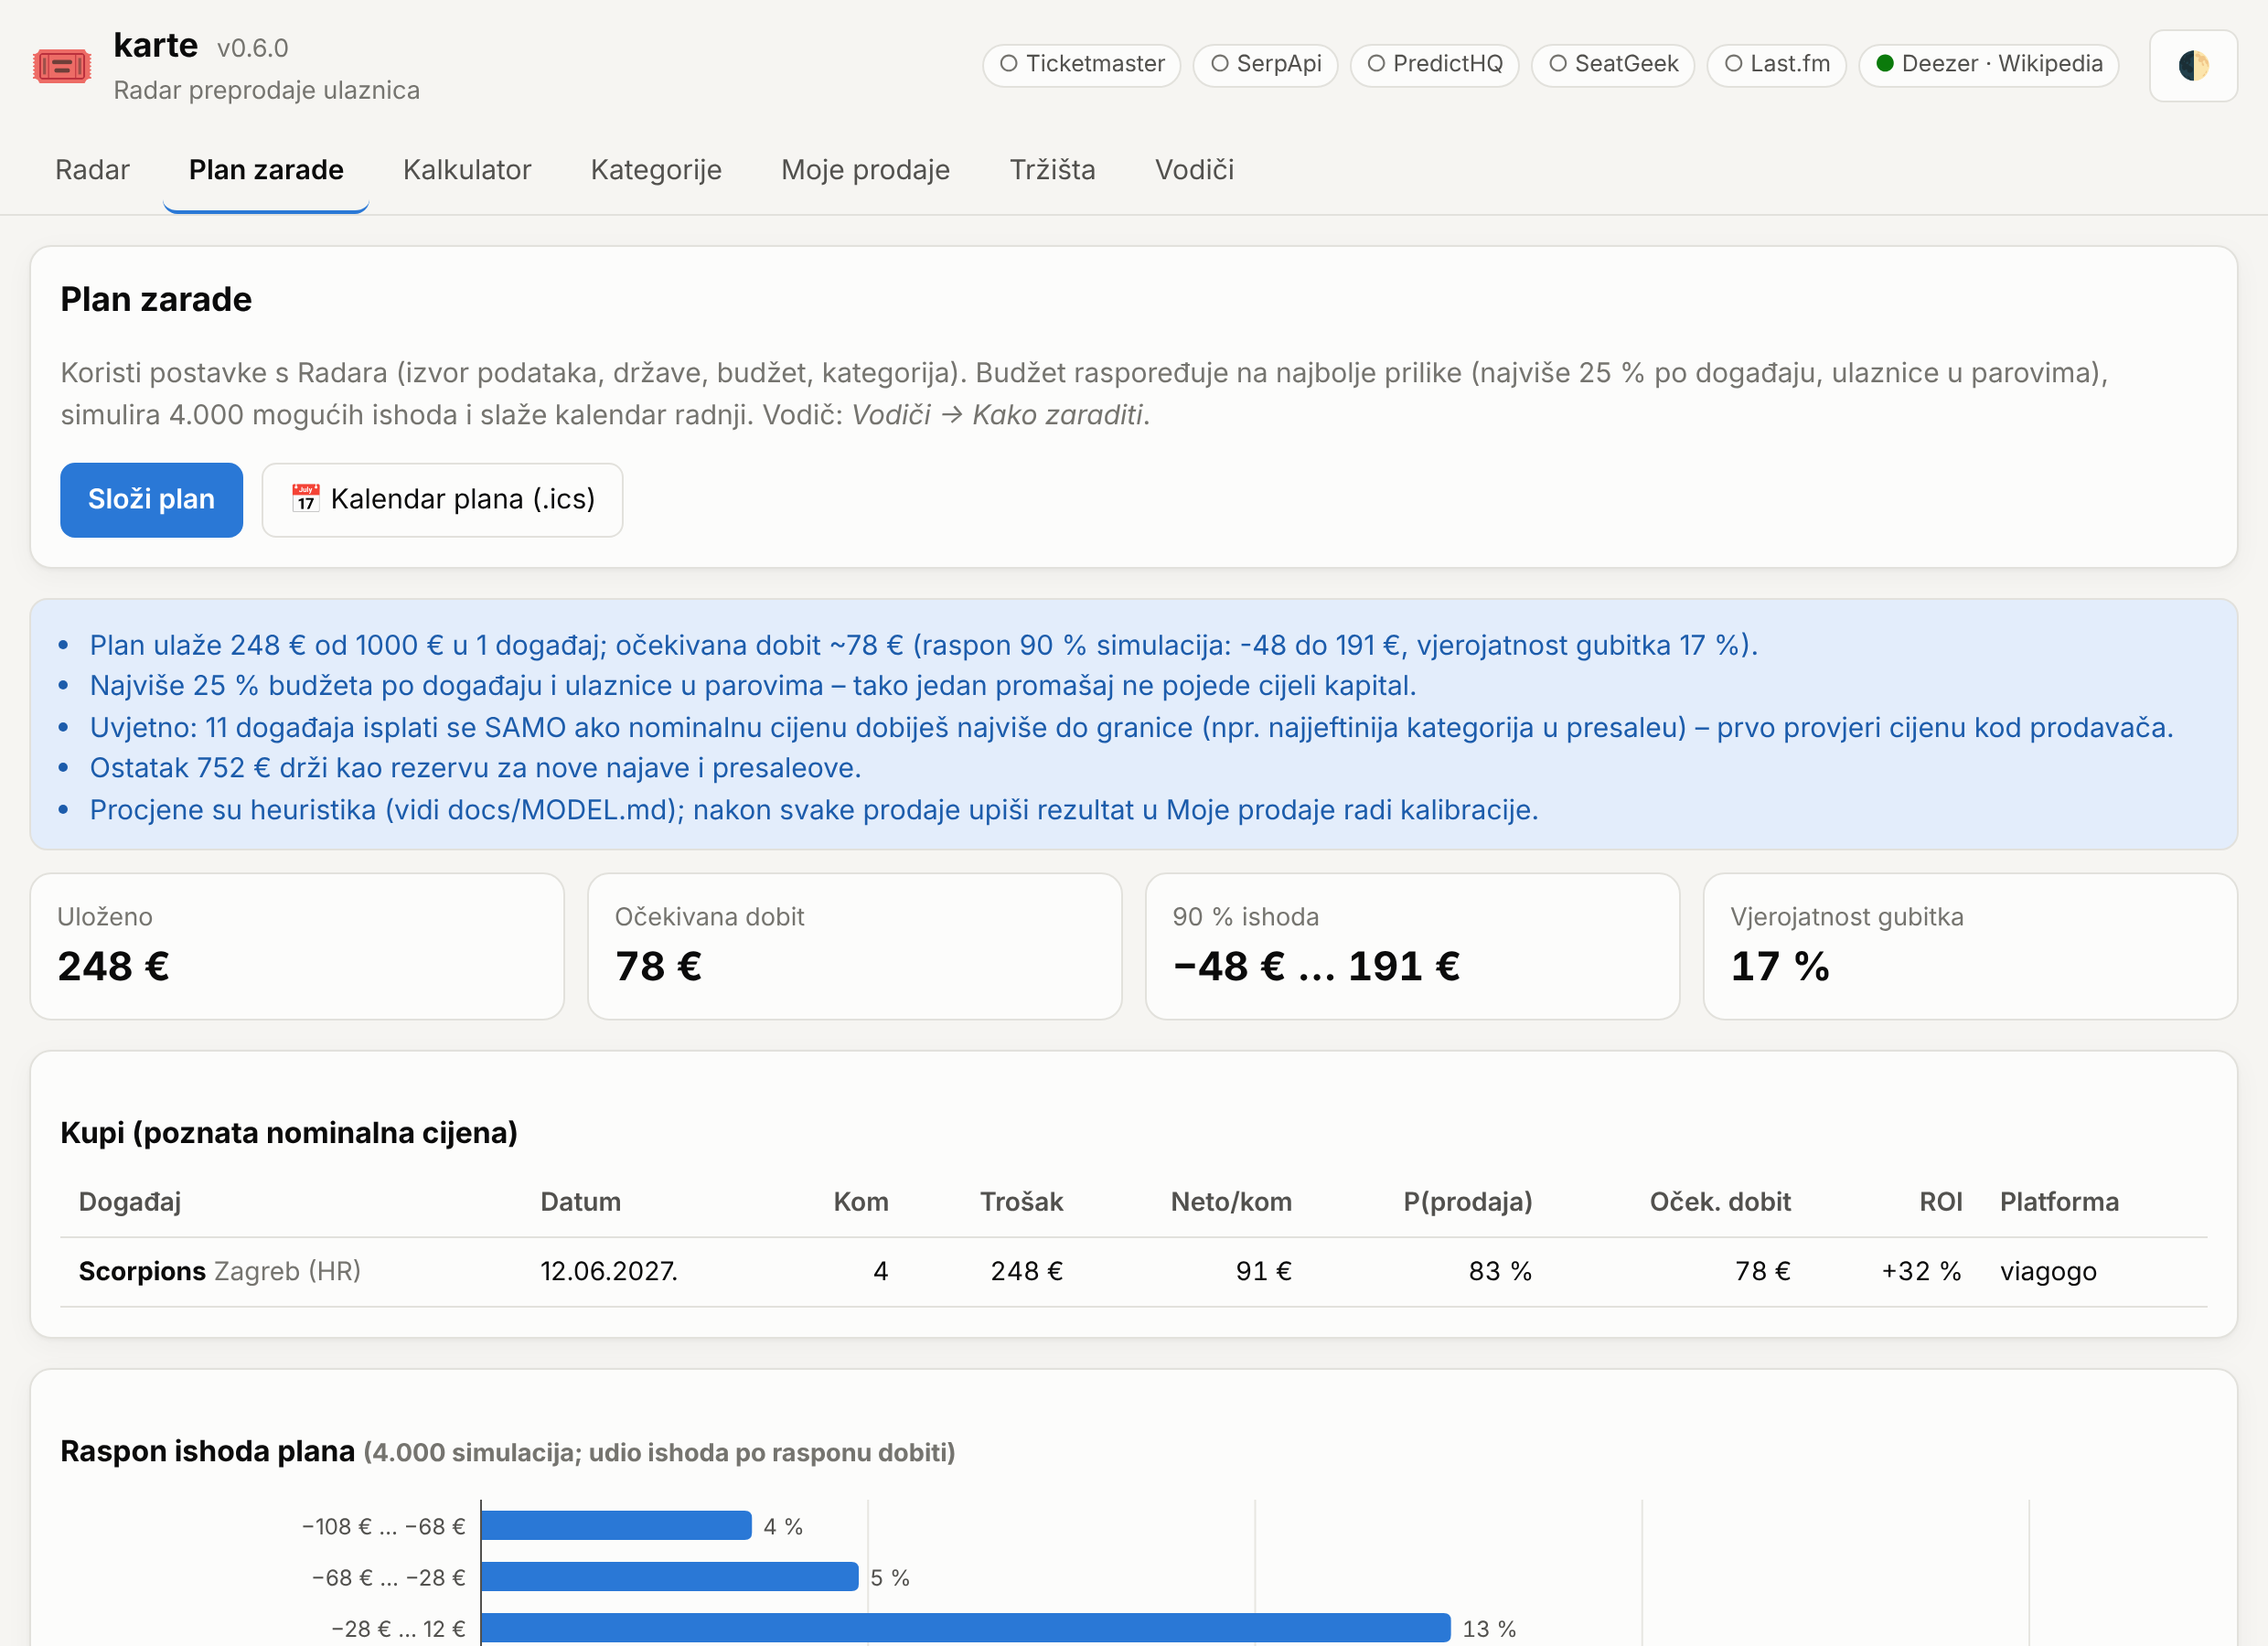 karte v0.6.0
Radar preprodaje ulaznica
Ticketmaster
SerpApi
PredictHQ
SeatGeek
Last.fm
Deezer · Wikipedia
Radar
Plan zarade
Kalkulator
Kategorije
Moje prodaje
Tržišta
Vodiči
Plan zarade
Koristi postavke s Radara (izvor podataka, države, budžet, kategorija). Budžet raspoređuje na najbolje prilike (najviše 25 % po događaju, ulaznice u parovima),
simulira 4.000 mogućih ishoda i slaže kalendar radnji. Vodič: Vodiči → Kako zaraditi.
Složi plan
📅 Kalendar plana (.ics)
• Plan ulaže 248 € od 1000 € u 1 događaj; očekivana dobit ~78 € (raspon 90 % simulacija: -48 do 191 €, vjerojatnost gubitka 17 %).
• Najviše 25 % budžeta po događaju i ulaznice u parovima – tako jedan promašaj ne pojede cijeli kapital.
• Uvjetno: 11 događaja isplati se SAMO ako nominalnu cijenu dobiješ najviše do granice (npr. najjeftinija kategorija u presaleu) – prvo provjeri cijenu kod prodavača.
• Ostatak 752 € drži kao rezervu za nove najave i presaleove.
• Procjene su heuristika (vidi docs/MODEL.md); nakon svake prodaje upiši rezultat u Moje prodaje radi kalibracije.
Uloženo
248 €
Očekivana dobit
78 €
90 % ishoda
−48 € … 191 €
Vjerojatnost gubitka
17 %
Kupi (poznata nominalna cijena)
Događaj Datum Kom Trošak Neto/kom P(prodaja) Oček. dobit ROI Platforma
Scorpions Zagreb (HR) 12.06.2027. 4 248 € 91 € 83 % 78 € +32 % viagogo
Raspon ishoda plana (4.000 simulacija; udio ishoda po rasponu dobiti)
−108 € … −68 € 4 %
−68 € … −28 € 5 %
−28 € … 12 € 13 %